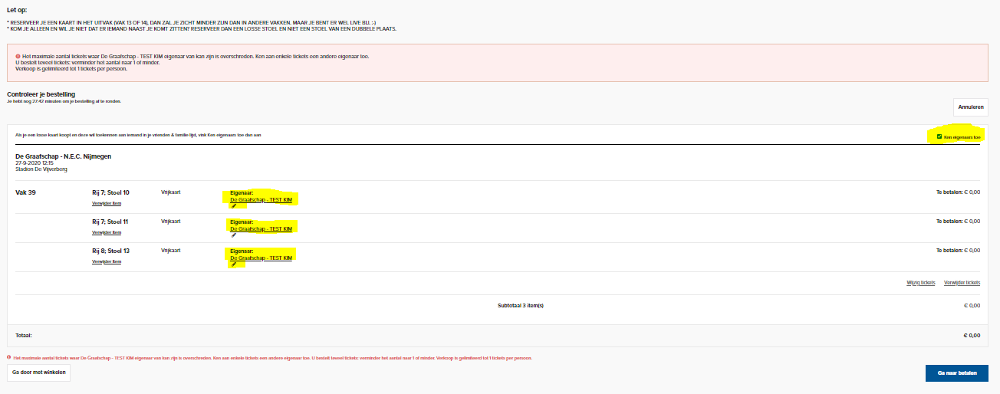 Let op:
* RESERVEER JE EEN KAART IN HET UITVAK (VAK 13 OF 14), DAN ZAL JE ZICHT MINDER ZIJN DAN IN ANDERE VAKKEN. MAAR JE BENT ER WEL LIVE BIJ. :-)
* KOM JE ALLEEN EN WIL JE NIET DAT ER IEMAND NAAST JE KOMT ZITTEN? RESERVEER DAN EEN LOSSE STOEL EN NIET EEN STOEL VAN EEN DUBBELE PLAATS.
Het maximale aantal tickets waar De Graafschap - TEST KIM eigenaar van kan zijn is overschreden. Ken aan enkele tickets een andere eigenaar toe.
U bestelt teveel tickets: verminder het aantal naar 1 of minder.
Verkoop is gelimiteerd tot 1 tickets per persoon.
Controleer je bestelling
Je hebt nog 27:42 minuten om je bestelling af te ronden.
Annuleren
Als je een losse kaart koopt en deze wil toekennen aan iemand in je vrienden & familie lijst, vink Ken eigenaars toe dan aan
Ken eigenaars toe
De Graafschap - N.E.C. Nijmegen
27-9-2020 12:15
Stadion De Vijverberg
Vak 39 Rij 7; Stoel 10 Vrijkaart Eigenaar: Te betalen: € 0,00
De Graafschap - TEST KIM
Verwijder item
Rij 7; Stoel 11 Vrijkaart Eigenaar: Te betalen: € 0,00
De Graafschap - TEST KIM
Verwijder item
Rij 8; Stoel 13 Vrijkaart Eigenaar: Te betalen: € 0,00
De Graafschap - TEST KIM
Verwijder item
Wijzig tickets Verwijder tickets
Subtotaal 3 item(s) € 0,00
Totaal: € 0,00
Het maximale aantal tickets waar De Graafschap - TEST KIM eigenaar van kan zijn is overschreden. Ken aan enkele tickets een andere eigenaar toe. U bestelt teveel tickets: verminder het aantal naar 1 of minder. Verkoop is gelimiteerd tot 1 tickets per persoon.
Ga door met winkelen
Ga naar betalen